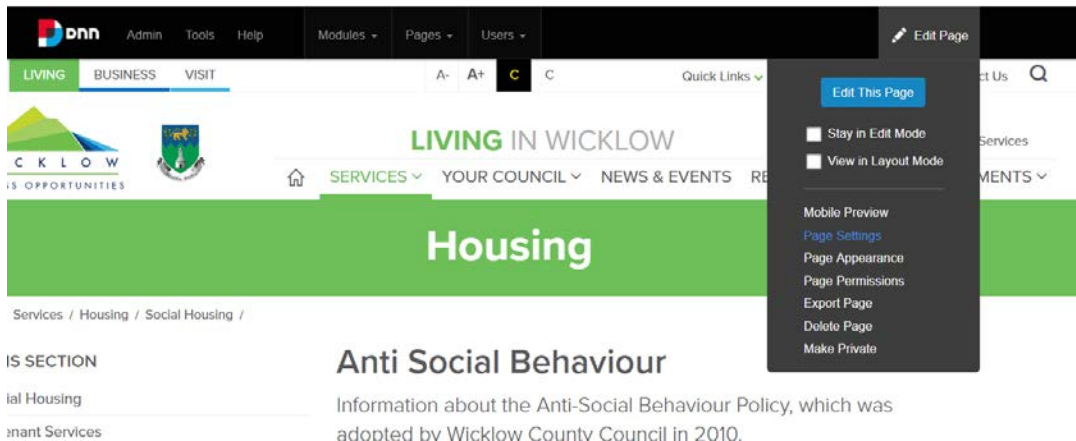 DNN Admin Tools Help Modules Pages Users Edit Page
LIVING BUSINESS VISIT A- A+ C C Quick Links ct Us
Edit This Page
Stay in Edit Mode
View in Layout Mode
Services
LIVING IN WICKLOW
I C K L O W
SS OPPORTUNITIES
SERVICES YOUR COUNCIL NEWS & EVENTS RE MENTS
Mobile Preview
Page Settings
Page Appearance
Page Permissions
Export Page
Delete Page
Make Private
Housing
Services / Housing / Social Housing /
IS SECTION
ial Housing
enant Services
Anti Social Behaviour
Information about the Anti-Social Behaviour Policy, which was
adopted by Wicklow County Council in 2010.